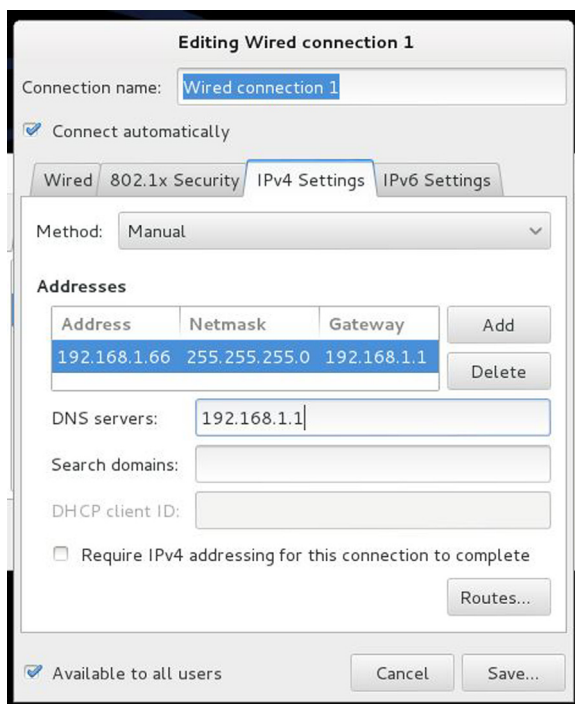 Editing Wired connection 1
Connection name: Wired connection 1
Connect automatically
Wired 802.1x Security IPv4 Settings IPv6 Settings
Method: Manual
Addresses
Address Netmask Gateway Add
192.168.1.66 255.255.255.0 192.168.1.1
Delete
DNS servers: 192.168.1.1
Search domains:
DHCP client ID:
Require IPv4 addressing for this connection to complete
Routes...
Available to all users Cancel Save...